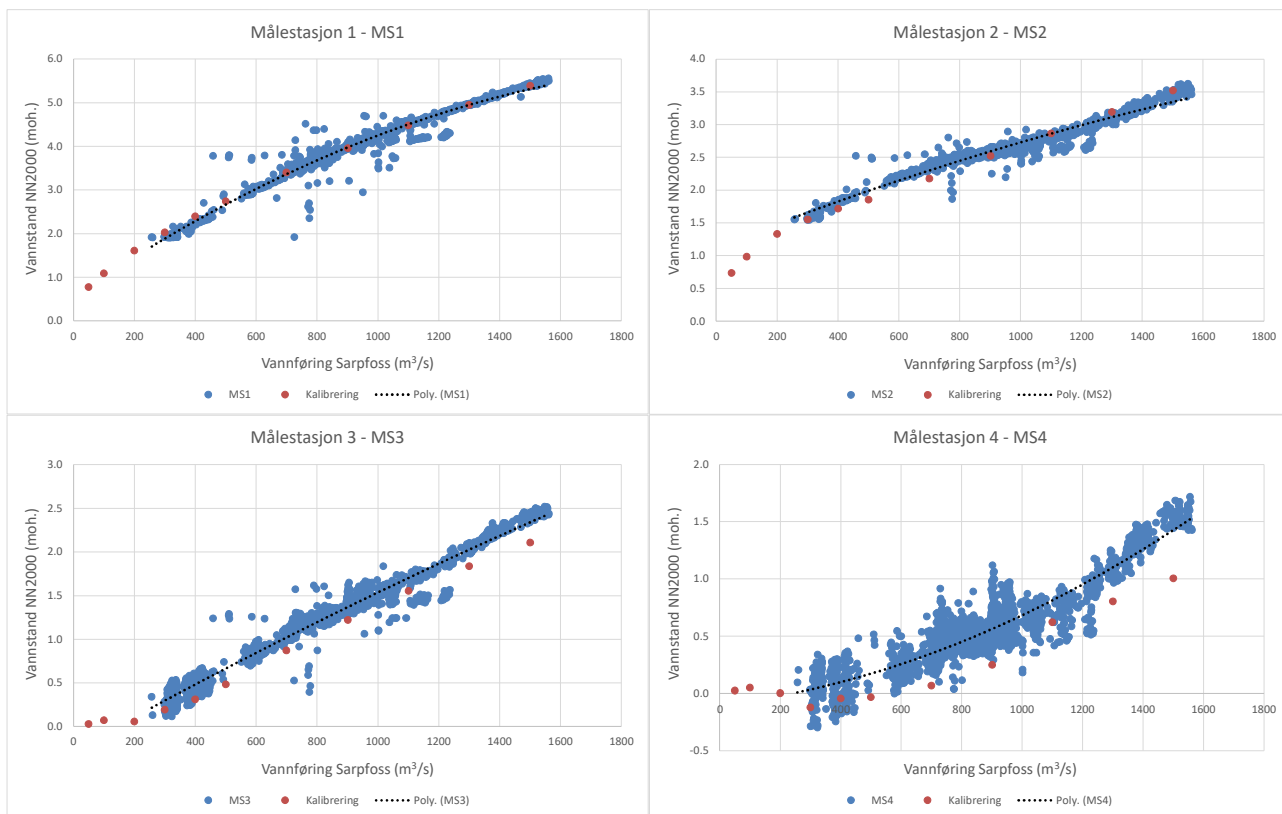 Målestasjon 1 - MS1
Vannstand NN2000 (moh.)
6.0
5.0
4.0
3.0
2.0
1.0
0.0
0 200 400 600 800 1000 1200 1400 1600 1800
Vannføring Sarpfoss (m³/s)
MS1 Kalibrering Poly. (MS1)
Målestasjon 2 - MS2
Vannstand NN2000 (moh.)
4.0
3.5
3.0
2.5
2.0
1.5
1.0
0.5
0.0
0 200 400 600 800 1000 1200 1400 1600 1800
Vannføring Sarpfoss (m³/s)
MS2 Kalibrering Poly. (MS2)
Målestasjon 3 - MS3
Vannstand NN2000 (moh.)
3.0
2.5
2.0
1.5
1.0
0.5
0.0
0 200 400 600 800 1000 1200 1400 1600 1800
Vannføring Sarpfoss (m³/s)
MS3 Kalibrering Poly. (MS3)
Målestasjon 4 - MS4
Vannstand NN2000 (moh.)
2.0
1.5
1.0
0.5
0.0
-0.5
0 200 400 600 800 1000 1200 1400 1600 1800
Vannføring Sarpfoss (m³/s)
MS4 Kalibrering Poly. (MS4)